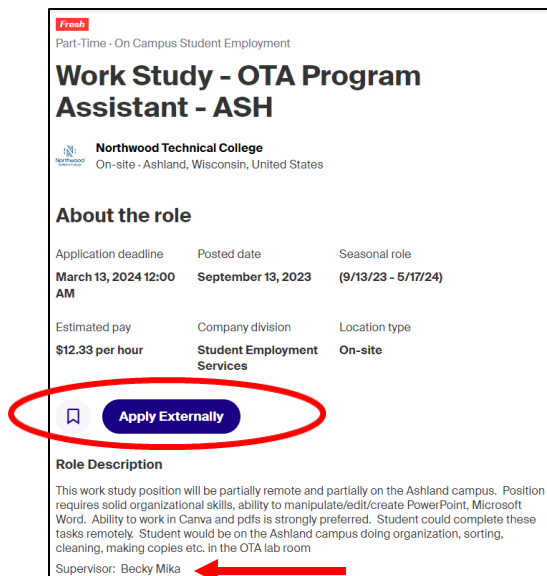 Fresh
Part-Time · On Campus Student Employment
Work Study - OTA Program
Assistant - ASH
Northwood Technical College
On-site · Ashland, Wisconsin, United States
Northwood
Technical College
About the role
Application deadline Posted date Seasonal role
March 13, 2024 12:00 September 13, 2023 (9/13/23 - 5/17/24)
AM
Estimated pay Company division Location type
$12.33 per hour Student Employment On-site
Services
Apply Externally
Role Description
This work study position will be partially remote and partially on the Ashland campus. Position
requires solid organizational skills, ability to manipulate/edit/create PowerPoint, Microsoft
Word. Ability to work in Canva and pdfs is strongly preferred. Student could complete these
tasks remotely. Student would be on the Ashland campus doing organization, sorting,
cleaning, making copies etc. in the OTA lab room
Supervisor: Becky Mika